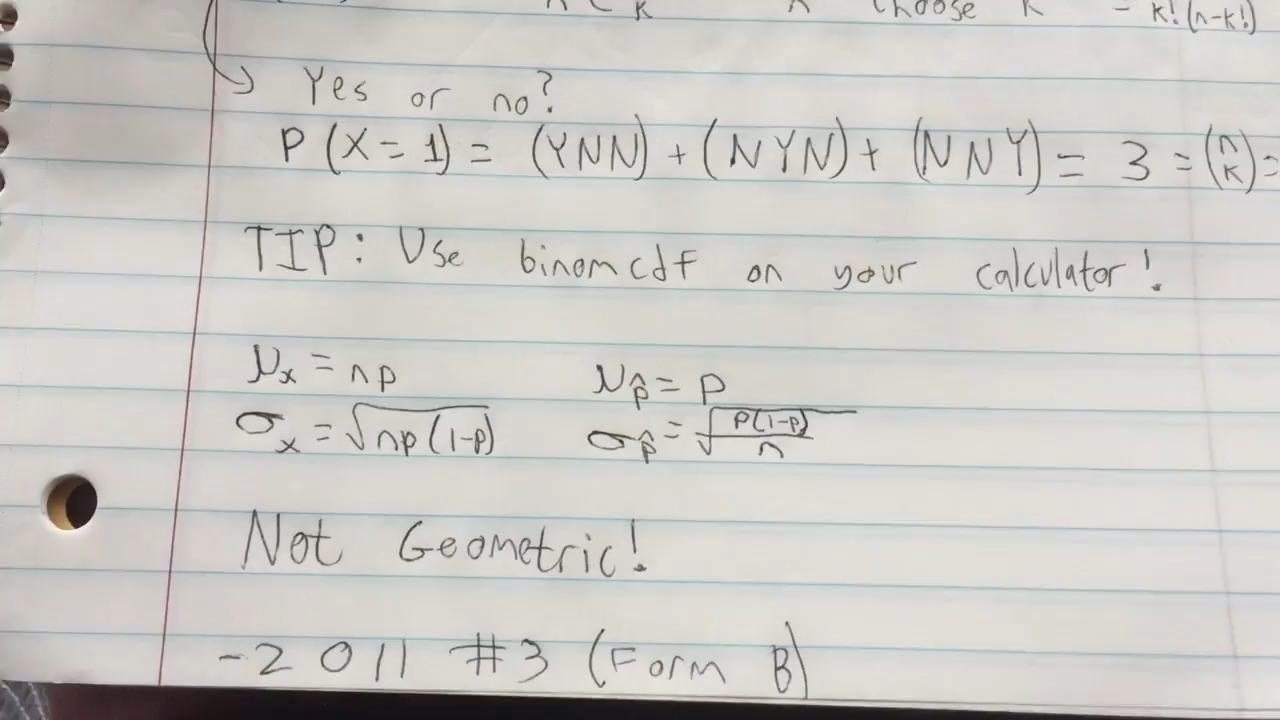 choose k = k!(n-k!)
Yes or no?
P(X=1) = (YNN) + (NYN) + (NNY) = 3 = (n k) =
TIP: Use binomcdf on your calculator!
μx = np μp̂ = p
σx = √np(1-p) σp̂ = √p(1-p)/n
Not Geometric!
-2011 #3 (Form B)